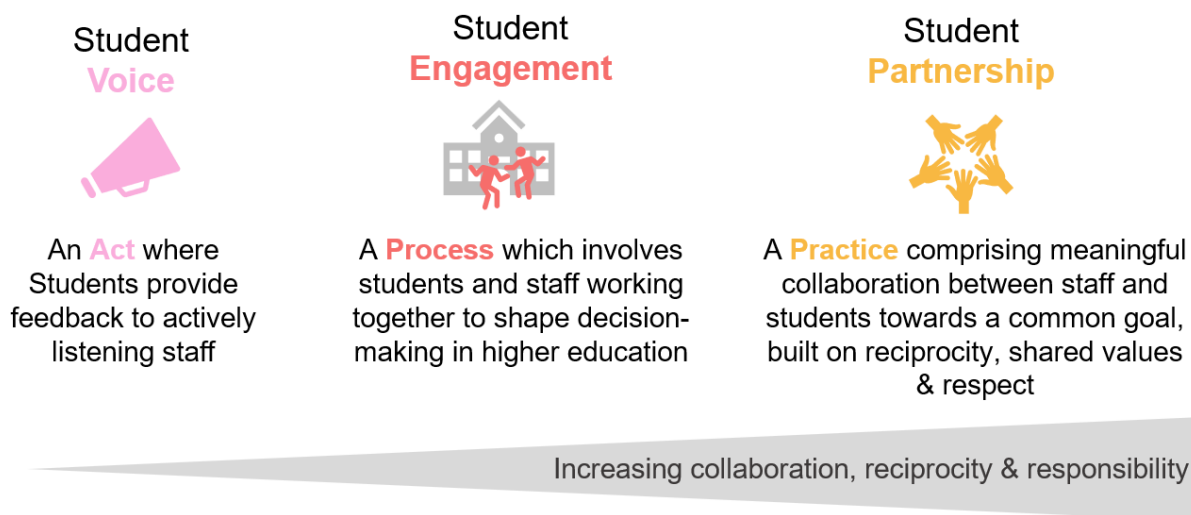 Student
Voice
An Act where
Students provide
feedback to actively
listening staff
Student
Engagement
A Process which involves
students and staff working
together to shape decision-
making in higher education
Student
Partnership
A Practice comprising meaningful
collaboration between staff and
students towards a common goal,
built on reciprocity, shared values
& respect
Increasing collaboration, reciprocity & responsibility